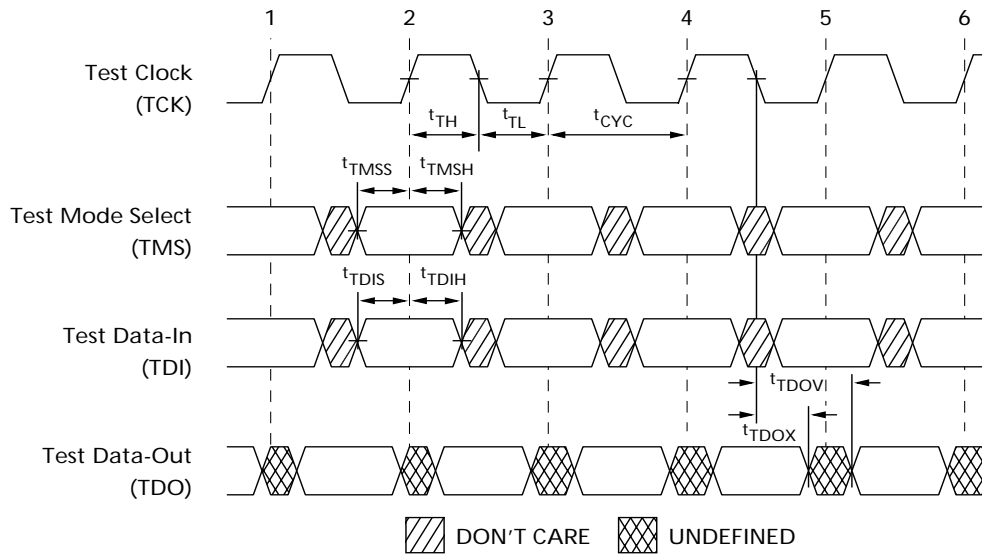 1 2 3 4 5 6
Test Clock
(TCK)
tTH tTL tCYC
tTMSS tTMSH
Test Mode Select
(TMS)
tTDIS tTDIH
Test Data-In
(TDI)
tTDOV
tTDOX
Test Data-Out
(TDO)
DON'T CARE UNDEFINED